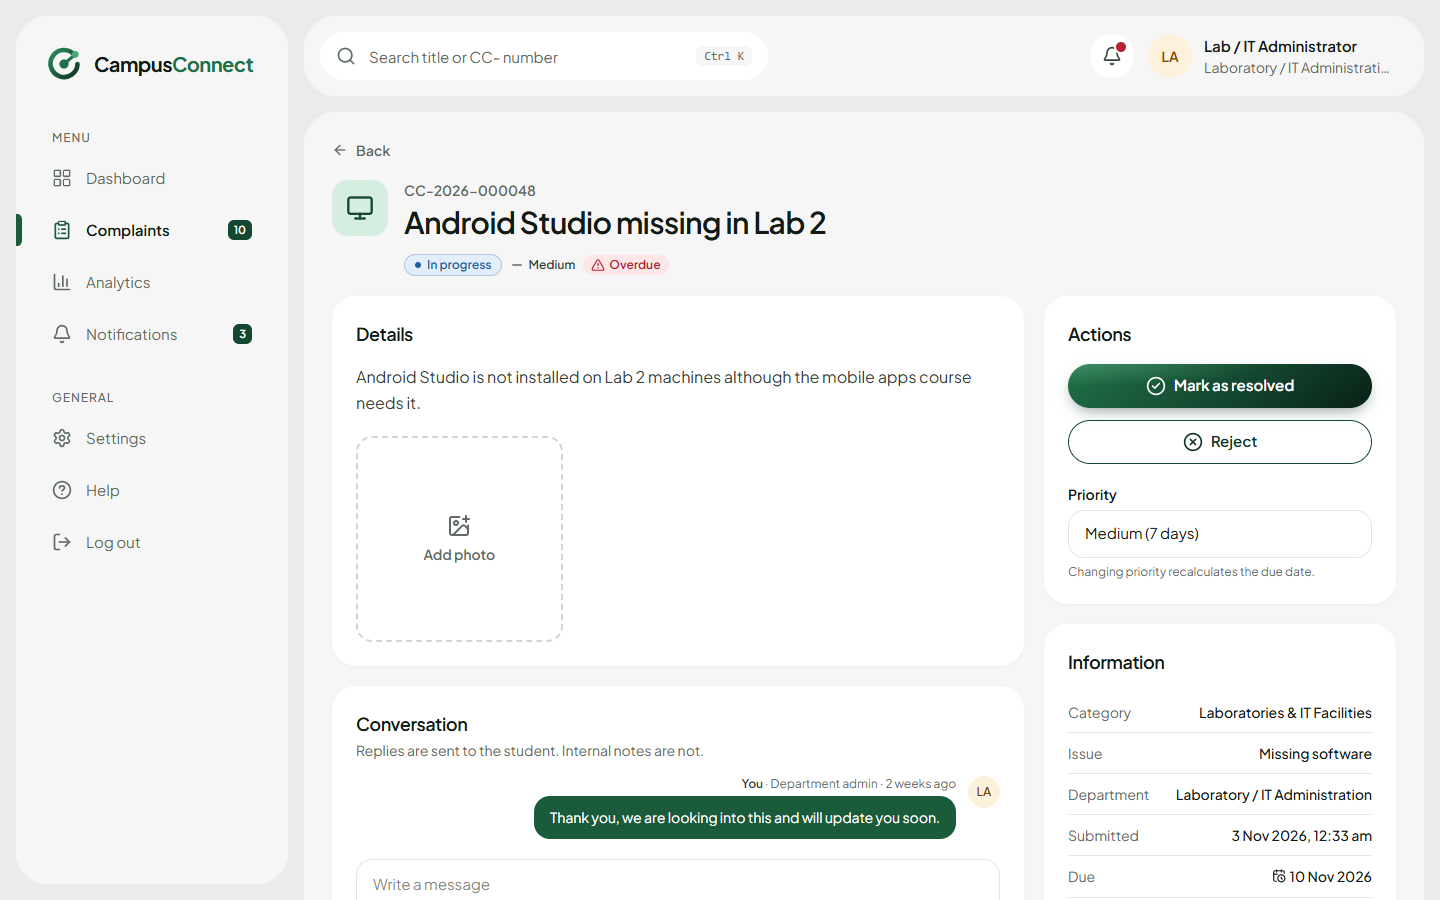 CampusConnect
Search title or CC- number
Ctrl K
LA
Lab / IT Administrator
Laboratory / IT Administrati...
MENU
Dashboard
Complaints
10
Analytics
Notifications
3
GENERAL
Settings
Help
Log out
Back
CC-2026-000048
Android Studio missing in Lab 2
In progress
Medium
Overdue
Details
Android Studio is not installed on Lab 2 machines although the mobile apps course
needs it.
Add photo
Conversation
Replies are sent to the student. Internal notes are not.
You · Department admin · 2 weeks ago
LA
Thank you, we are looking into this and will update you soon.
Write a message
Actions
Mark as resolved
Reject
Priority
Medium (7 days)
Changing priority recalculates the due date.
Information
Category
Laboratories & IT Facilities
Issue
Missing software
Department
Laboratory / IT Administration
Submitted
3 Nov 2026, 12:33 am
Due
10 Nov 2026